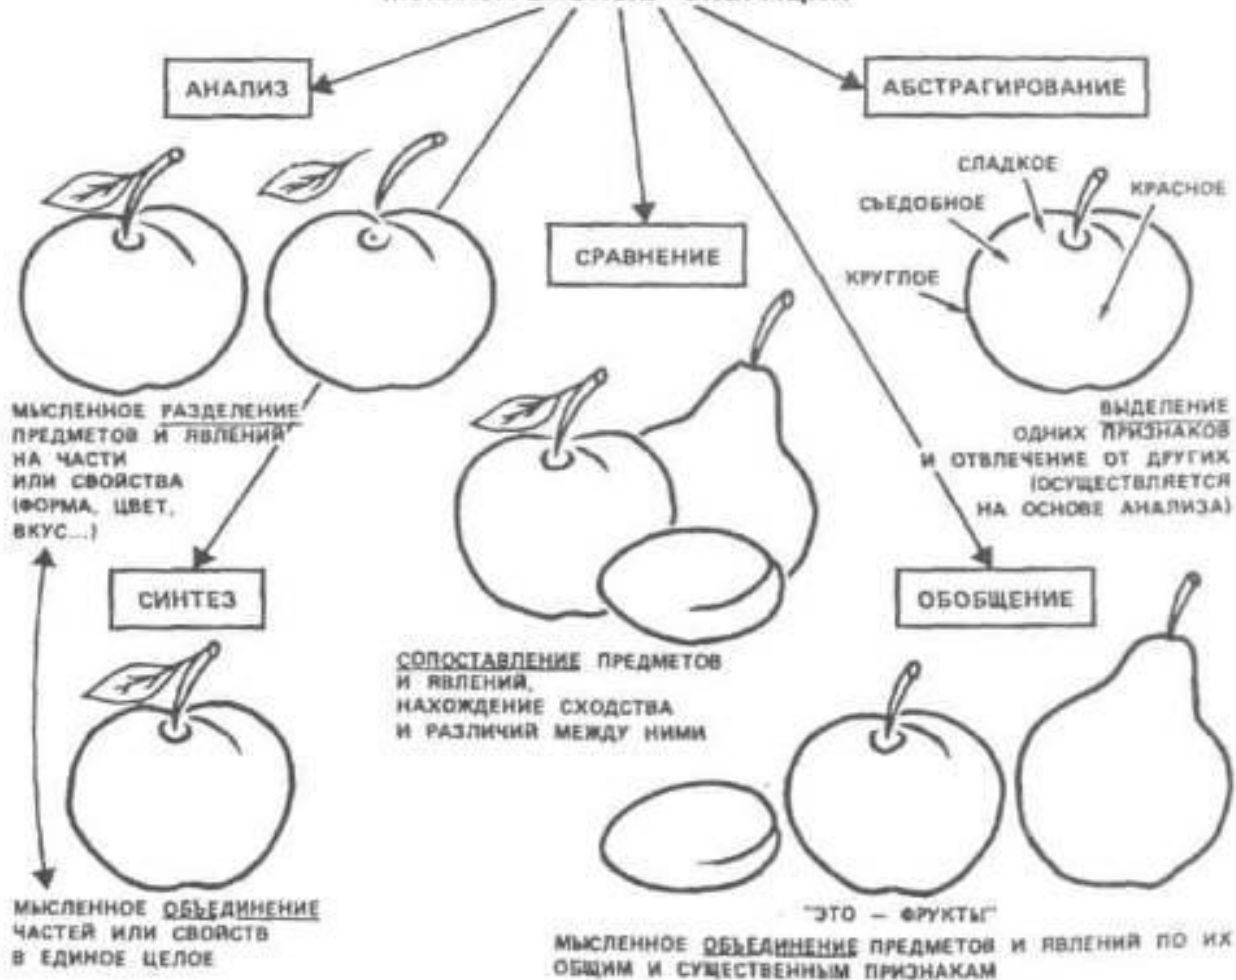 АНАЛИЗ
АБСТРАГИРОВАНИЕ
СЛАДКОЕ
КРАСНОЕ
СЪЕДОБНОЕ
КРУГЛОЕ
СРАВНЕНИЕ
МЫСЛЕННОЕ РАЗДЕЛЕНИЕ
ПРЕДМЕТОВ И ЯВЛЕНИЙ
НА ЧАСТИ
ИЛИ СВОЙСТВА
(ФОРМА, ЦВЕТ,
ВКУС...)
ВЫДЕЛЕНИЕ
ОДНИХ ПРИЗНАКОВ
И ОТВЛЕЧЕНИЕ ОТ ДРУГИХ
(ОСУЩЕСТВЛЯЕТСЯ
НА ОСНОВЕ АНАЛИЗА)
СИНТЕЗ
ОБОБЩЕНИЕ
СОПОСТАВЛЕНИЕ ПРЕДМЕТОВ
И ЯВЛЕНИЙ,
НАХОЖДЕНИЕ СХОДСТВА
И РАЗЛИЧИЙ МЕЖДУ НИМИ
МЫСЛЕННОЕ ОБЪЕДИНЕНИЕ
ЧАСТЕЙ ИЛИ СВОЙСТВ
В ЕДИНОЕ ЦЕЛОЕ
"ЭТО – ФРУКТЫ"
МЫСЛЕННОЕ ОБЪЕДИНЕНИЕ ПРЕДМЕТОВ И ЯВЛЕНИЙ ПО ИХ
ОБЩИМ И СУЩЕСТВЕННЫМ ПРИЗНАКАМ